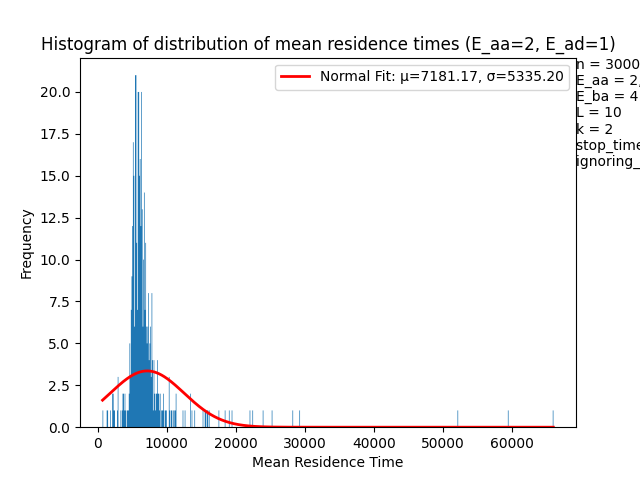 Histogram of distribution of mean residence times (E_aa=2, E_ad=1)
Normal Fit: μ=7181.17, σ=5335.20
n = 3000
E_aa = 2,
E_ba = 4
L = 10
k = 2
stop_time
ignoring_
Frequency
20.0
17.5
15.0
12.5
10.0
7.5
5.0
2.5
0.0
0 10000 20000 30000 40000 50000 60000
Mean Residence Time